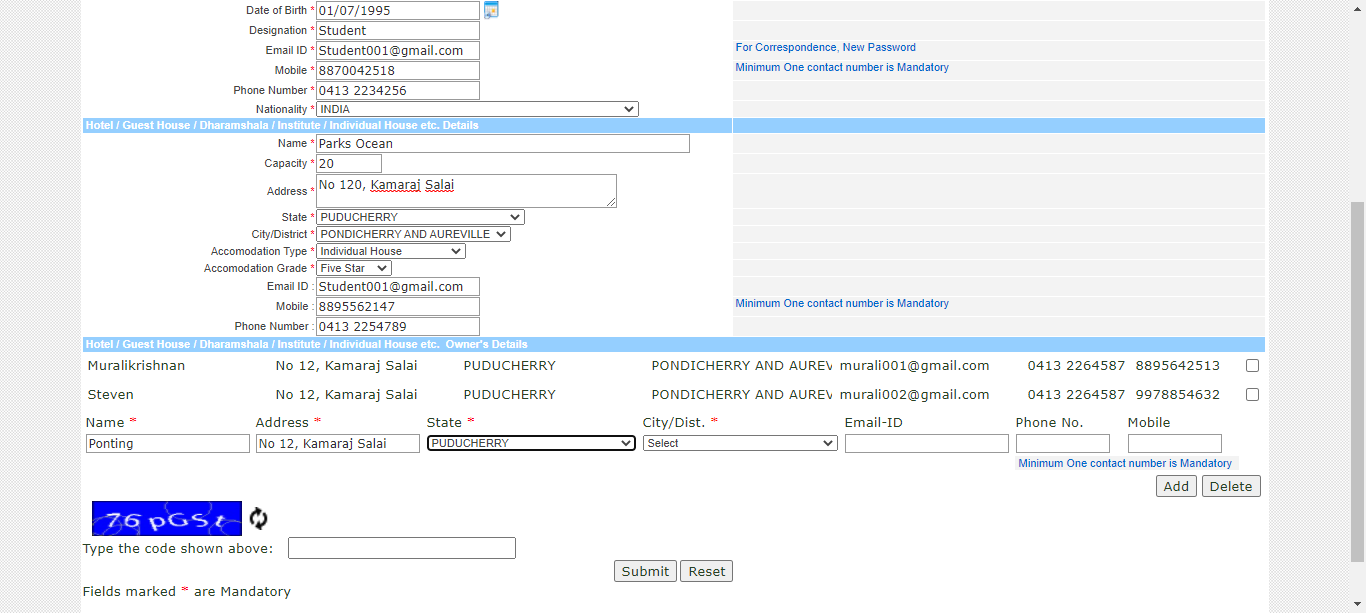 Date of Birth * 01/07/1995
Designation * Student
Email ID * Student001@gmail.com For Correspondence, New Password
Mobile * 8870042518 Minimum One contact number is Mandatory
Phone Number * 0413 2234256
Nationality * INDIA
Hotel / Guest House / Dharamshala / Institute / Individual House etc. Details
Name * Parks Ocean
Capacity * 20
Address * No 120, Kamaraj Salai
State * PUDUCHERRY
City/District * PONDICHERRY AND AUREVILLE
Accomodation Type * Individual House
Accomodation Grade * Five Star
Email ID : Student001@gmail.com
Mobile : 8895562147 Minimum One contact number is Mandatory
Phone Number : 0413 2254789
Hotel / Guest House / Dharamshala / Institute / Individual House etc. Owner's Details
Muralikrishnan No 12, Kamaraj Salai PUDUCHERRY PONDICHERRY AND AUREV murali001@gmail.com 0413 2264587 8895642513
Steven No 12, Kamaraj Salai PUDUCHERRY PONDICHERRY AND AUREV murali002@gmail.com 0413 2264587 9978854632
Name * Address * State * City/Dist. * Email-ID Phone No. Mobile
Ponting No 12, Kamaraj Salai PUDUCHERRY Select
Minimum One contact number is Mandatory
Add Delete
76pGSt
Type the code shown above:
Submit Reset
Fields marked * are Mandatory